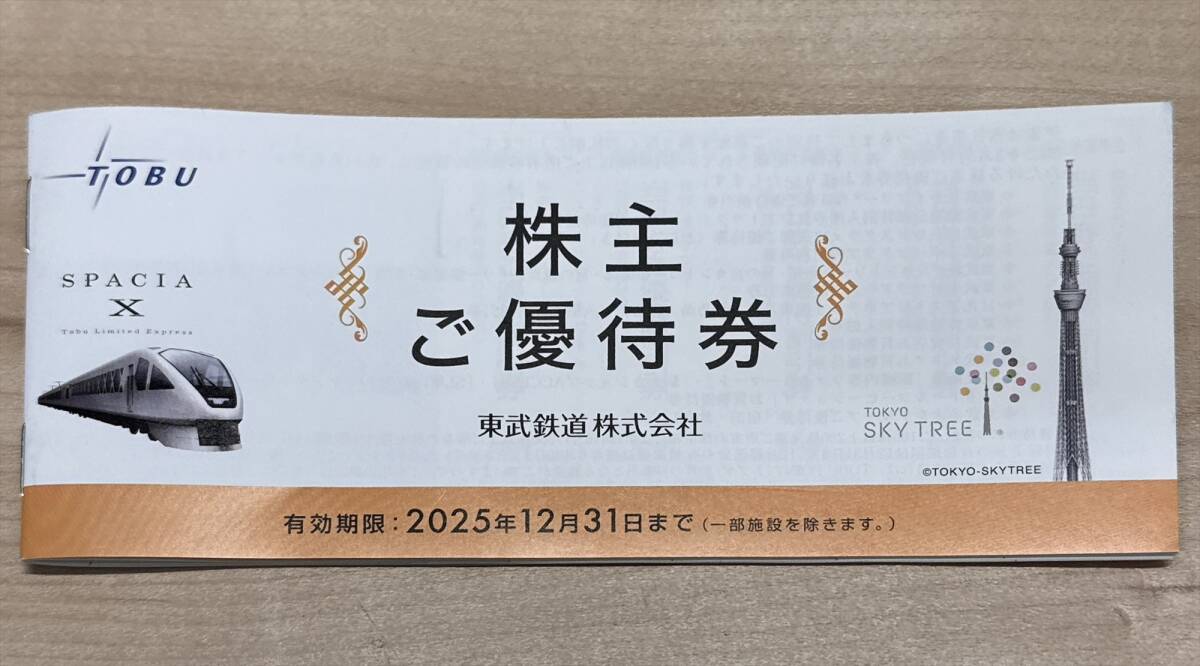 TOBU
SPACIA
X
Tobu Limited Express
株主
ご優待券
東武鉄道株式会社
TOKYO
SKYTREE
©TOKYO-SKYTREE
有効期限：2025年12月31日まで（一部施設を除きます。）